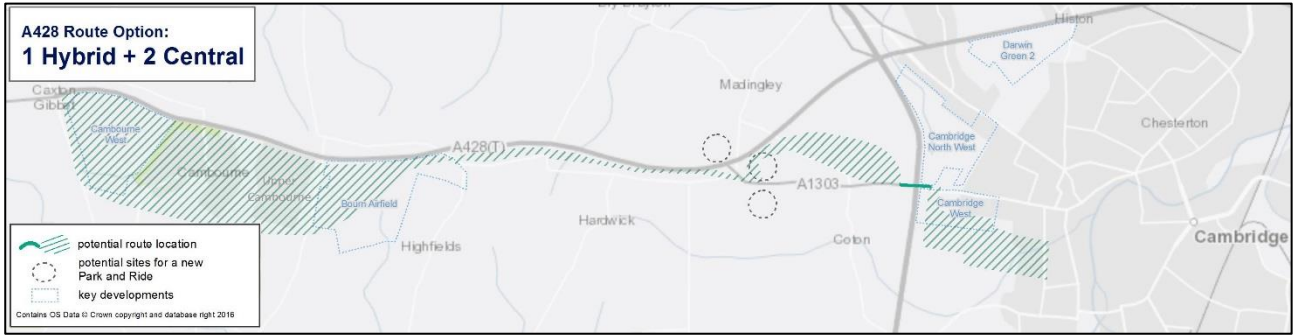 A428 Route Option:
1 Hybrid + 2 Central
Histon
Darwin
Green 2
Madingley
Caxton
Gibbet
Chesterton
Cambourne
West
Cambridge
North West
A428(T)
Cambourne
Upper
Cambourne
A1303
Bourn Airfield
Cambridge
West
Hardwick
Coton
Cambridge
Highfields
potential route location
potential sites for a new
Park and Ride
key developments
Contains OS Data © Crown copyright and database right 2016